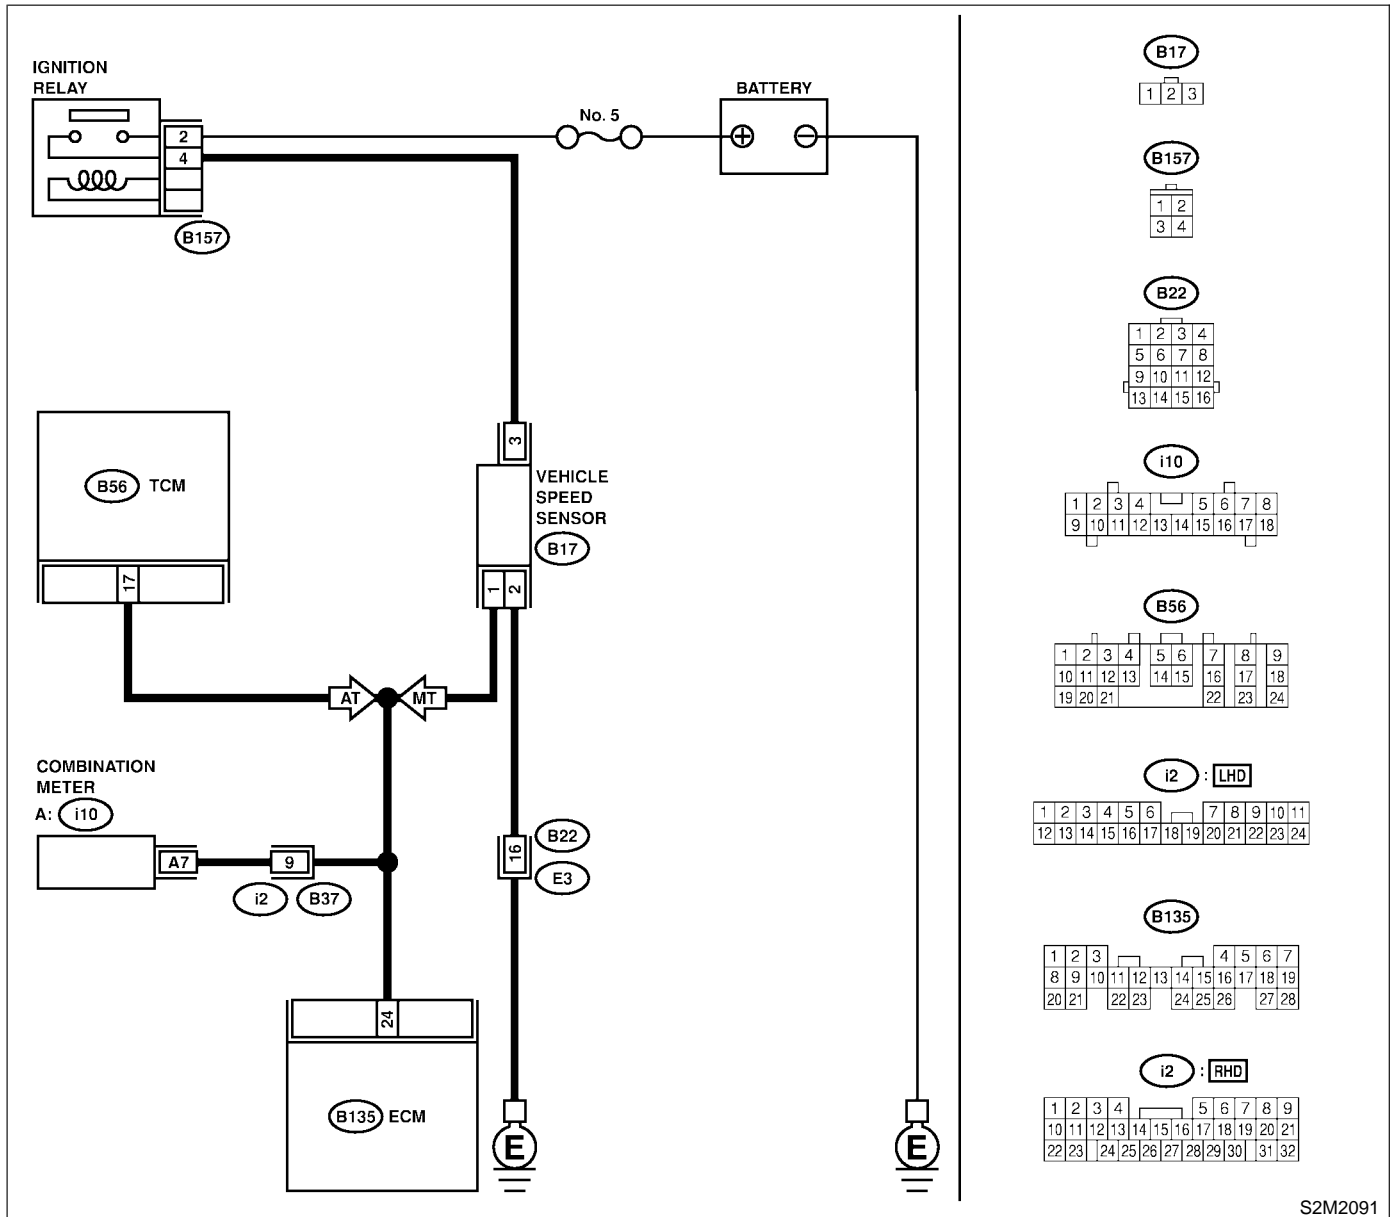 IGNITION
RELAY
2
4
B157
No. 5
BATTERY
+ −
B56 TCM
17
3
VEHICLE
SPEED
SENSOR
B17
1 2
AT MT
COMBINATION
METER
A: i10
A7
9
i2 B37
16
B22
E3
24
B135 ECM
E
E
B17
1 2 3
B157
1 2
3 4
B22
1 2 3 4
5 6 7 8
9 10 11 12
13 14 15 16
i10
1 2 3 4 5 6 7 8
9 10 11 12 13 14 15 16 17 18
B56
1 2 3 4 5 6 7 8 9
10 11 12 13 14 15 16 17 18
19 20 21 22 23 24
i2 : LHD
1 2 3 4 5 6 7 8 9 10 11
12 13 14 15 16 17 18 19 20 21 22 23 24
B135
1 2 3 4 5 6 7
8 9 10 11 12 13 14 15 16 17 18 19
20 21 22 23 24 25 26 27 28
i2 : RHD
1 2 3 4 5 6 7 8 9
10 11 12 13 14 15 16 17 18 19 20 21
22 23 24 25 26 27 28 29 30 31 32
S2M2091